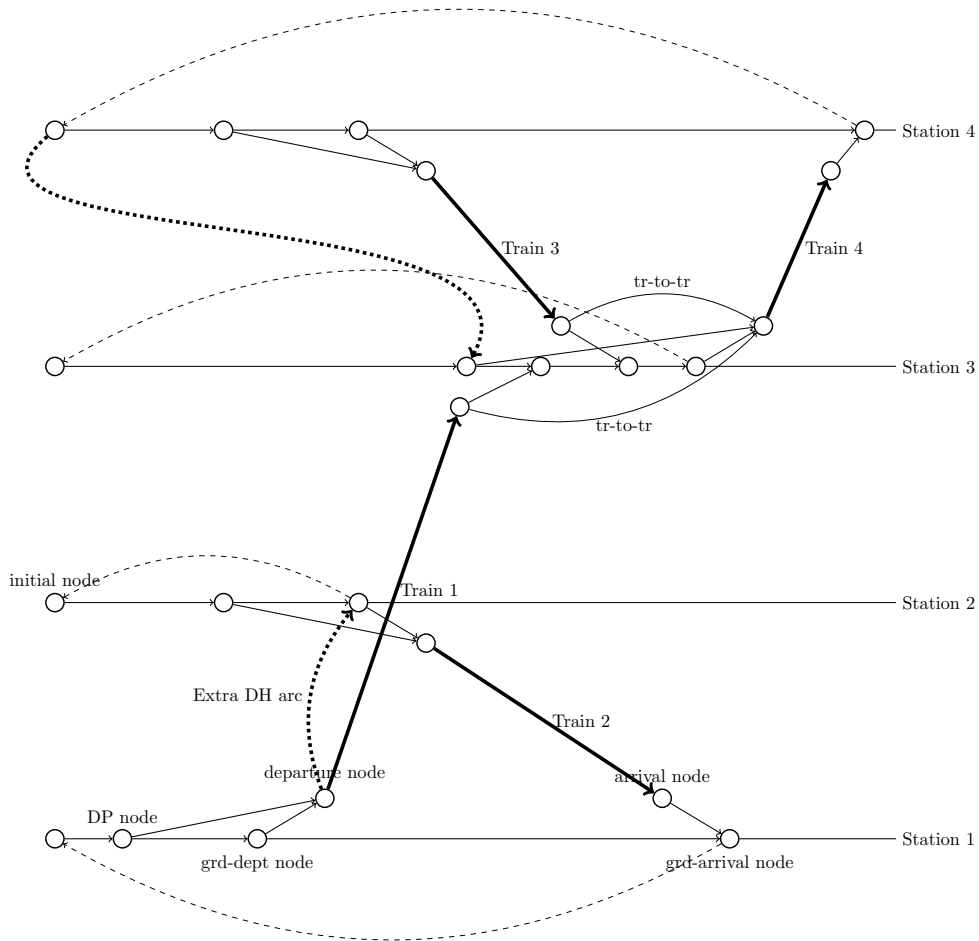 Station 4
Train 3
Train 4
tr-to-tr
Station 3
tr-to-tr
initial node
Train 1
Station 2
Extra DH arc
Train 2
departure node
arrival node
DP node
Station 1
grd-dept node
grd-arrival node